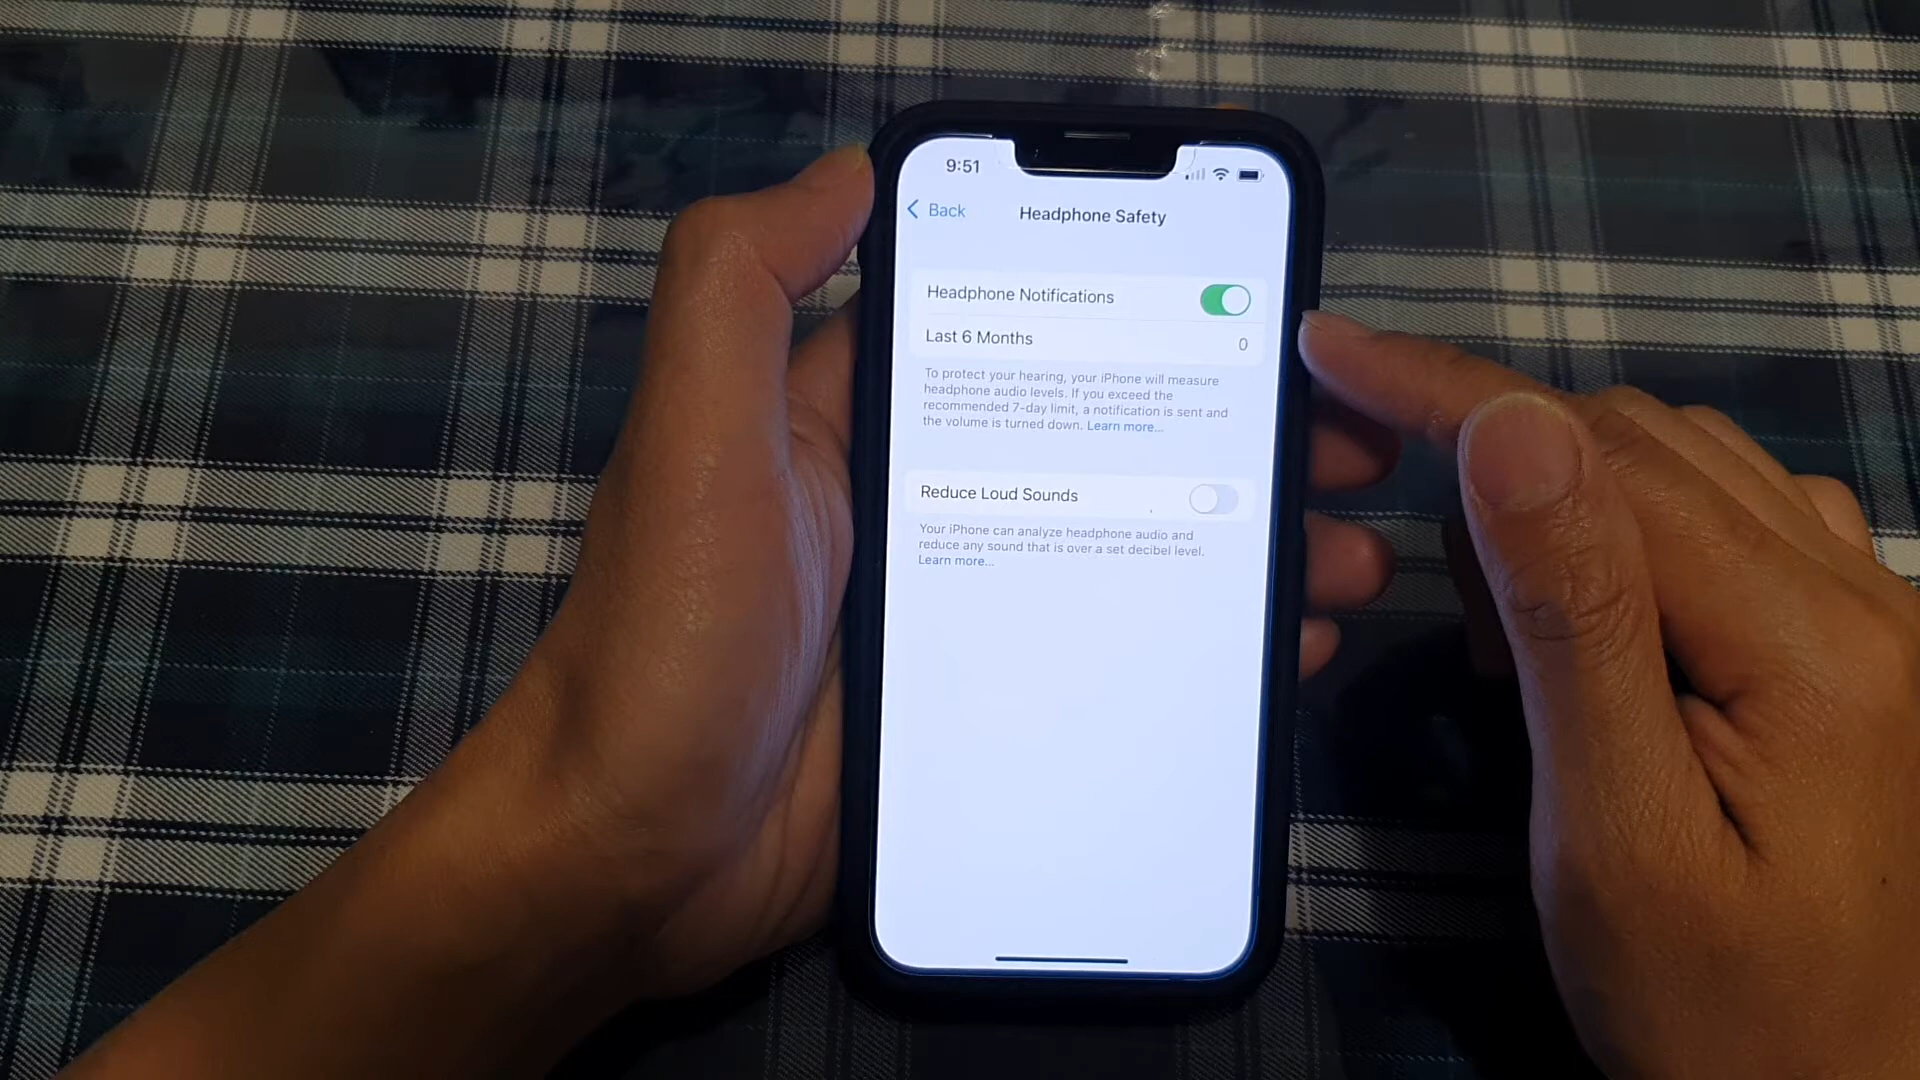 9:51
Back
Headphone Safety
Headphone Notifications
Last 6 Months 0
To protect your hearing, your iPhone will measure
headphone audio levels. If you exceed the
recommended 7-day limit, a notification is sent and
the volume is turned down. Learn more...
Reduce Loud Sounds
Your iPhone can analyze headphone audio and
reduce any sound that is over a set decibel level.
Learn more...